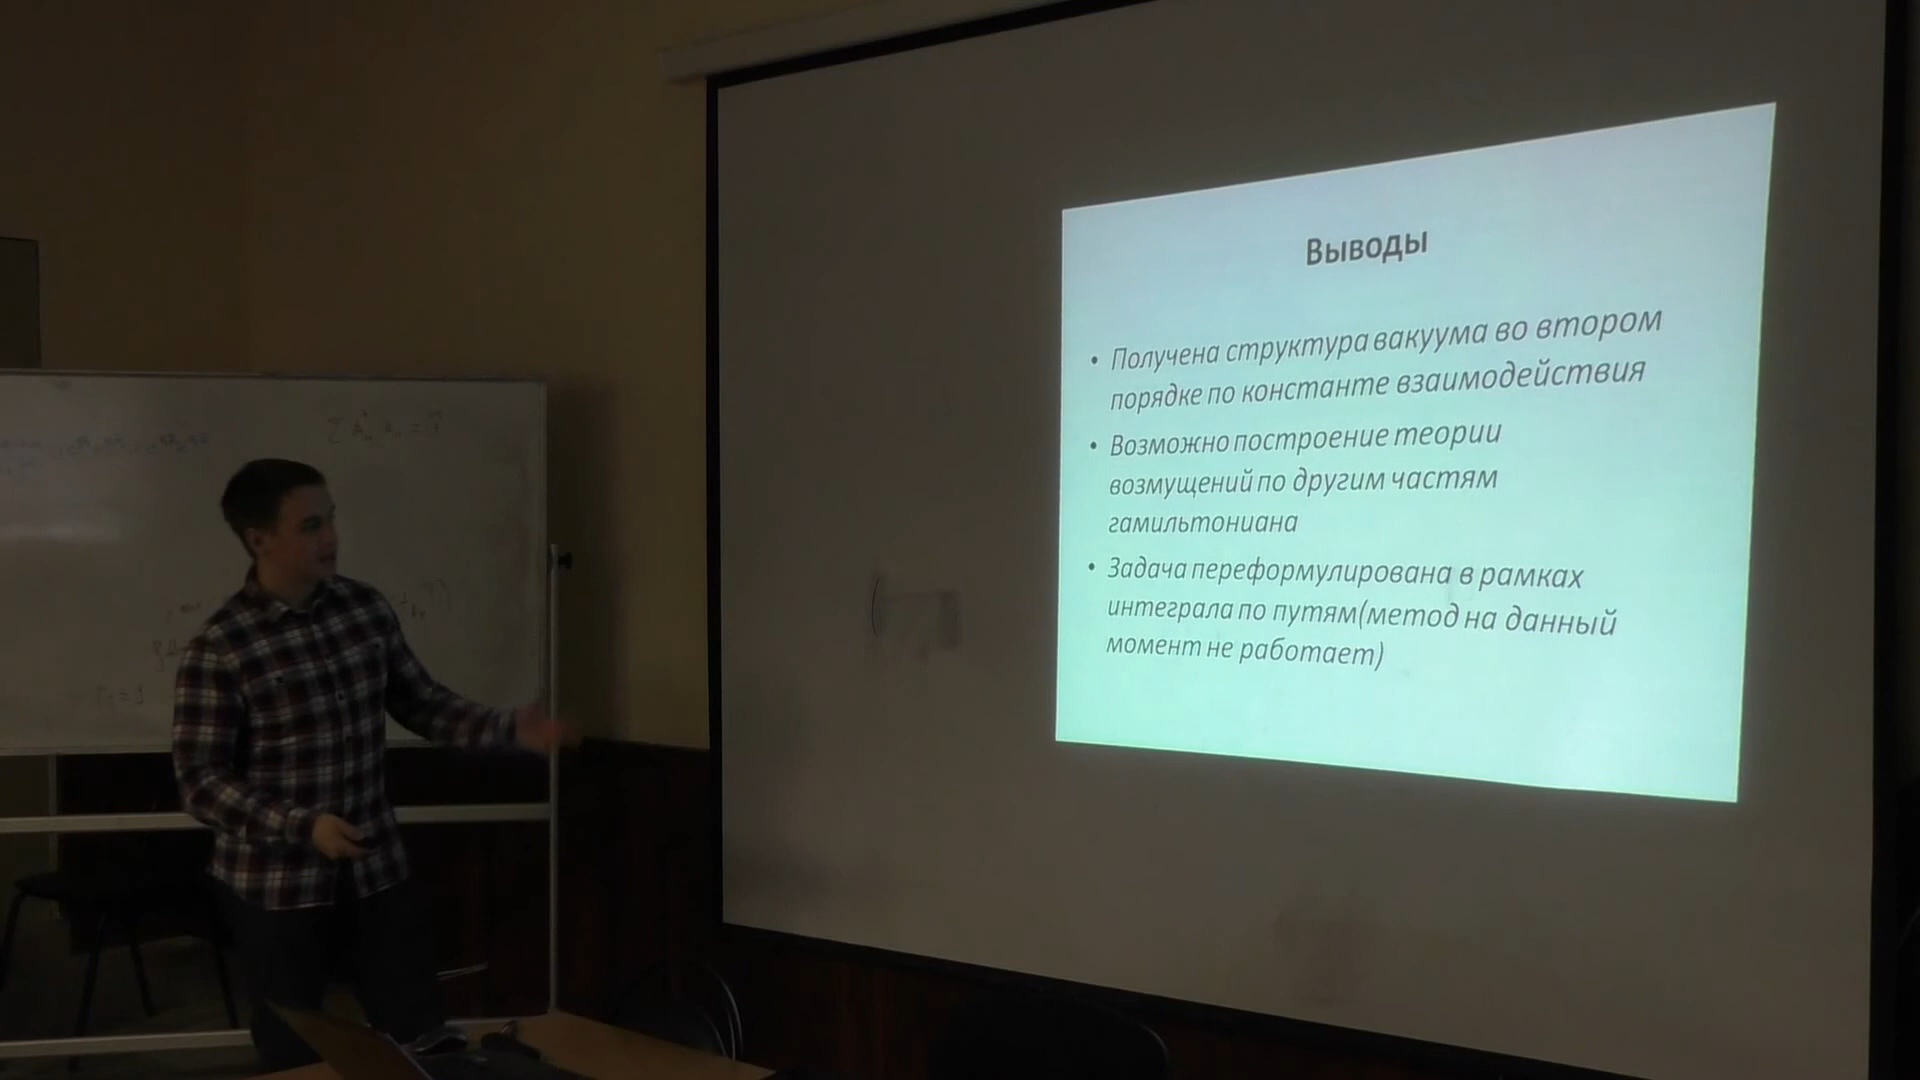 Выводы
• Получена структура вакуума во втором
порядке по константе взаимодействия
• Возможно построение теории
возмущений по другим частям
гамильтониана
• Задача переформулирована в рамках
интеграла по путям(метод на данный
момент не работает)